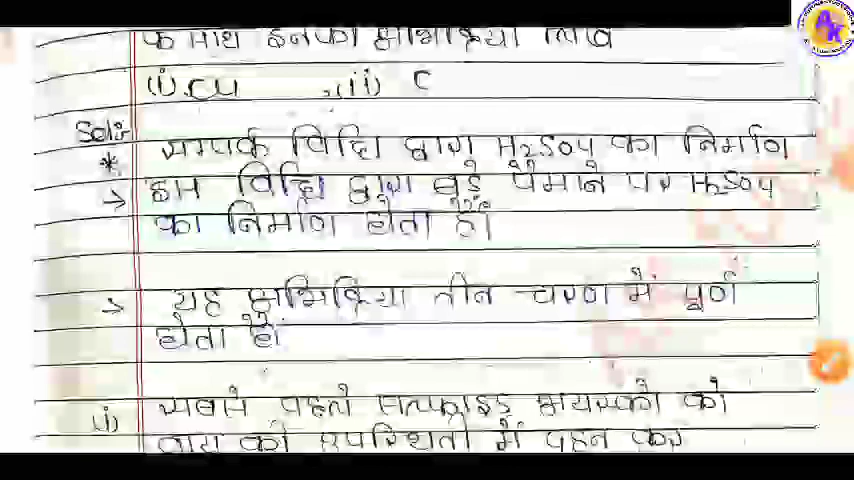 के साथ इनका अभिक्रिया लिखे
(i) Cu , (ii) C
Soln
* सम्पर्क विधि द्वारा H2SO4 का निर्माण
→ इस विधि द्वारा बड़े पैमाने पर H2SO4
का निर्माण होता है।
→ यह अभिक्रिया तीन चरण में पूर्ण
होता है।
(i) सबसे पहले सल्फाइड अयस्को को
वायु की उपस्थिती में दहन कर